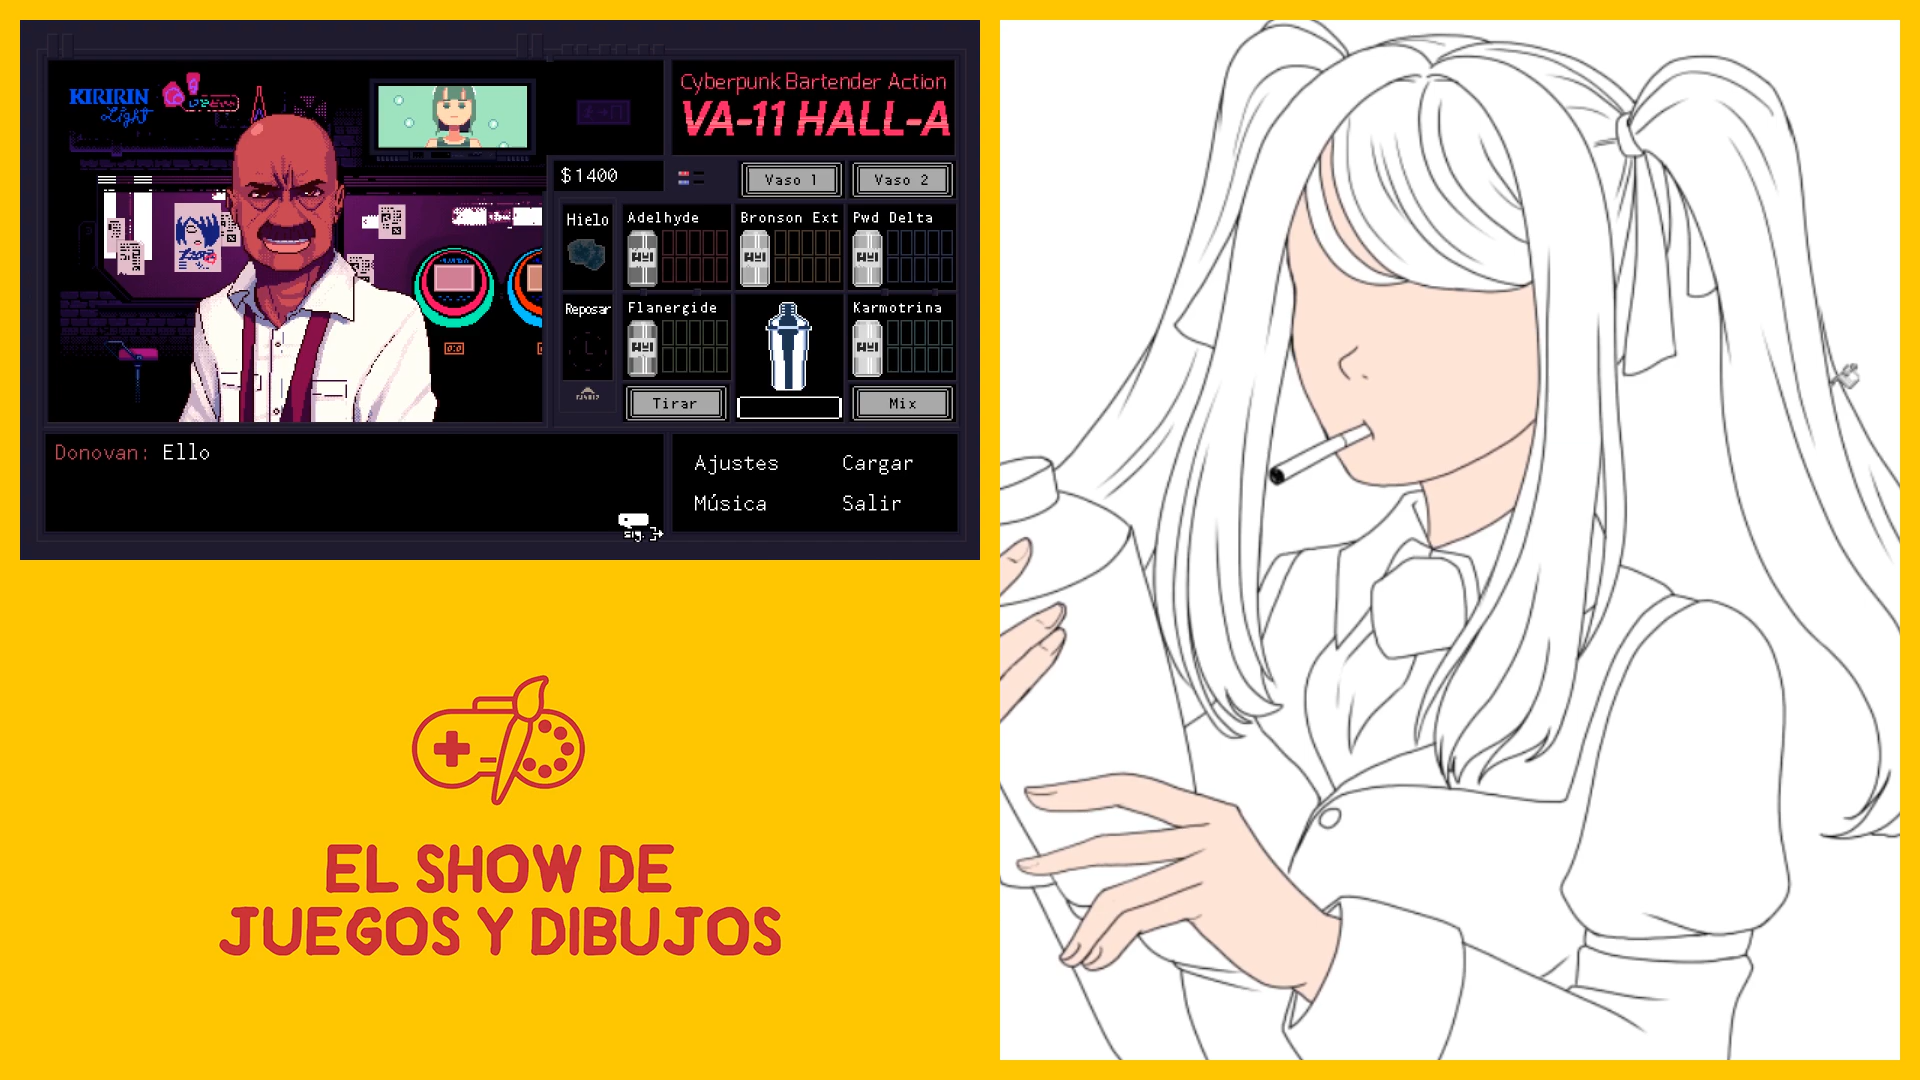 KIRIRIN
Light
Cyberpunk Bartender Action
VA-11 HALL-A
$1400
Vaso 1
Vaso 2
Hielo
Adelhyde
Bronson Ext
Pwd Delta
Reposar
Flanergide
Karmotrina
Tirar
Mix
Donovan: Ello
sig.
Ajustes
Cargar
Música
Salir
EL SHOW DE
JUEGOS Y DIBUJOS